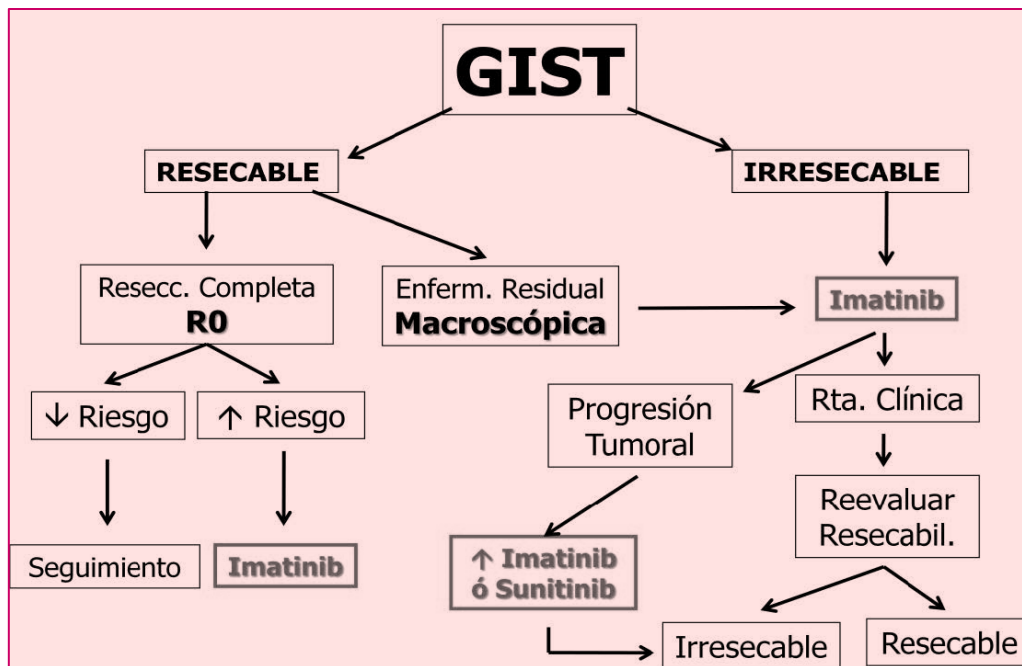 GIST
RESECABLE
IRRESECABLE
Resecc. Completa
R0
Enferm. Residual
Macroscópica
Imatinib
↓ Riesgo
↑ Riesgo
Progresión
Tumoral
Rta. Clínica
Reevaluar
Resecabil.
Seguimiento
Imatinib
↑ Imatinib
ó Sunitinib
Irresecable
Resecable